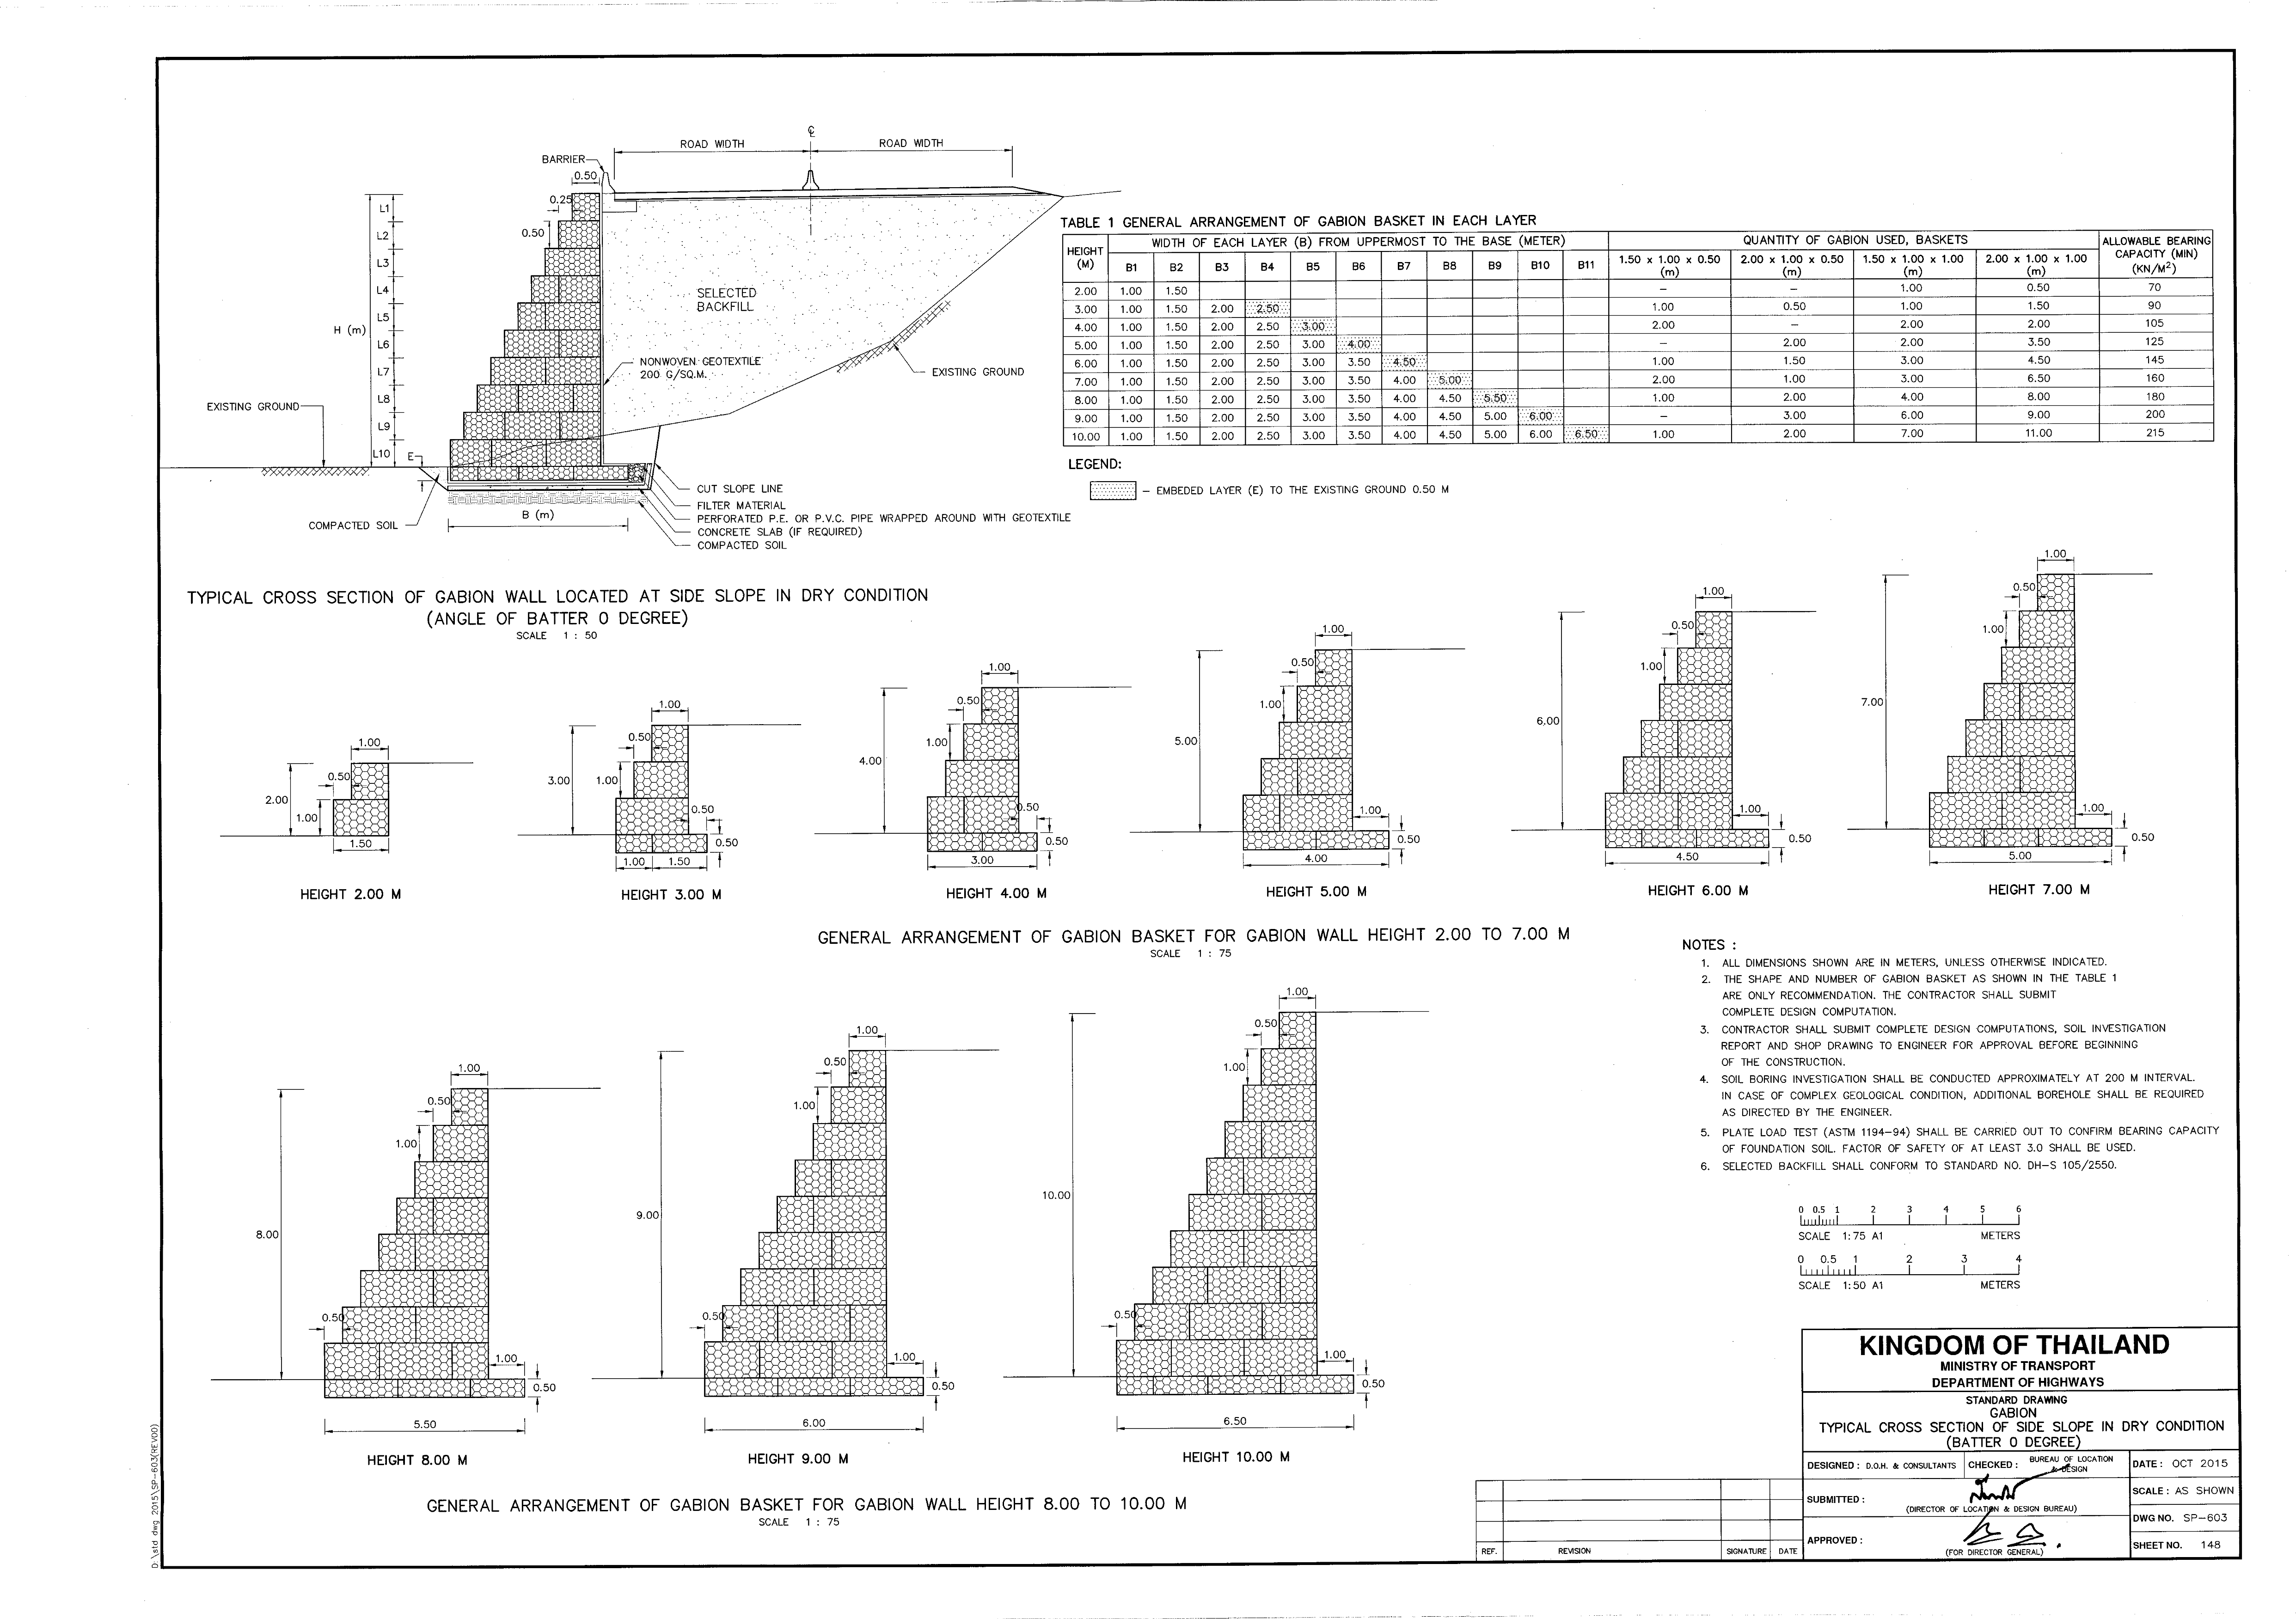 ℄
ROAD WIDTH ROAD WIDTH
BARRIER
0.50
0.25
0.50
L1
L2
L3
L4
L5
L6
L7
L8
L9
L10
H (m)
E
SELECTED
BACKFILL
NONWOVEN GEOTEXTILE
200 G/SQ.M.
EXISTING GROUND
EXISTING GROUND
COMPACTED SOIL
B (m)
CUT SLOPE LINE
FILTER MATERIAL
PERFORATED P.E. OR P.V.C. PIPE WRAPPED AROUND WITH GEOTEXTILE
CONCRETE SLAB (IF REQUIRED)
COMPACTED SOIL
TYPICAL CROSS SECTION OF GABION WALL LOCATED AT SIDE SLOPE IN DRY CONDITION
(ANGLE OF BATTER 0 DEGREE)
SCALE 1 : 50
TABLE 1 GENERAL ARRANGEMENT OF GABION BASKET IN EACH LAYER
HEIGHT (M) WIDTH OF EACH LAYER (B) FROM UPPERMOST TO THE BASE (METER) QUANTITY OF GABION USED, BASKETS ALLOWABLE BEARING CAPACITY (MIN) (KN/M²)
B1 B2 B3 B4 B5 B6 B7 B8 B9 B10 B11 1.50 x 1.00 x 0.50 (m) 2.00 x 1.00 x 0.50 (m) 1.50 x 1.00 x 1.00 (m) 2.00 x 1.00 x 1.00 (m)
2.00 1.00 1.50 – – 1.00 0.50 70
3.00 1.00 1.50 2.00 2.50 1.00 0.50 1.00 1.50 90
4.00 1.00 1.50 2.00 2.50 3.00 2.00 – 2.00 2.00 105
5.00 1.00 1.50 2.00 2.50 3.00 4.00 – 2.00 2.00 3.50 125
6.00 1.00 1.50 2.00 2.50 3.00 3.50 4.50 1.00 1.50 3.00 4.50 145
7.00 1.00 1.50 2.00 2.50 3.00 3.50 4.00 5.00 2.00 1.00 3.00 6.50 160
8.00 1.00 1.50 2.00 2.50 3.00 3.50 4.00 4.50 5.50 1.00 2.00 4.00 8.00 180
9.00 1.00 1.50 2.00 2.50 3.00 3.50 4.00 4.50 5.00 6.00 – 3.00 6.00 9.00 200
10.00 1.00 1.50 2.00 2.50 3.00 3.50 4.00 4.50 5.00 6.00 6.50 1.00 2.00 7.00 11.00 215
LEGEND:
– EMBEDED LAYER (E) TO THE EXISTING GROUND 0.50 M
1.00
0.50
2.00
1.00
1.50
HEIGHT 2.00 M
1.00
0.50
3.00
1.00
0.50
0.50
1.00 1.50
HEIGHT 3.00 M
1.00
0.50
1.00
4.00
0.50
0.50
3.00
HEIGHT 4.00 M
1.00
0.50
1.00
5.00
1.00
0.50
4.00
HEIGHT 5.00 M
1.00
0.50
1.00
6.00
1.00
0.50
4.50
HEIGHT 6.00 M
1.00
0.50
1.00
7.00
1.00
0.50
5.00
HEIGHT 7.00 M
GENERAL ARRANGEMENT OF GABION BASKET FOR GABION WALL HEIGHT 2.00 TO 7.00 M
SCALE 1 : 75
1.00
0.50
1.00
8.00
0.50
1.00
0.50
5.50
HEIGHT 8.00 M
1.00
0.50
1.00
9.00
0.50
1.00
0.50
6.00
HEIGHT 9.00 M
1.00
0.50
1.00
10.00
0.50
1.00
0.50
6.50
HEIGHT 10.00 M
GENERAL ARRANGEMENT OF GABION BASKET FOR GABION WALL HEIGHT 8.00 TO 10.00 M
SCALE 1 : 75
NOTES :
1. ALL DIMENSIONS SHOWN ARE IN METERS, UNLESS OTHERWISE INDICATED.
2. THE SHAPE AND NUMBER OF GABION BASKET AS SHOWN IN THE TABLE 1
ARE ONLY RECOMMENDATION. THE CONTRACTOR SHALL SUBMIT
COMPLETE DESIGN COMPUTATION.
3. CONTRACTOR SHALL SUBMIT COMPLETE DESIGN COMPUTATIONS, SOIL INVESTIGATION
REPORT AND SHOP DRAWING TO ENGINEER FOR APPROVAL BEFORE BEGINNING
OF THE CONSTRUCTION.
4. SOIL BORING INVESTIGATION SHALL BE CONDUCTED APPROXIMATELY AT 200 M INTERVAL.
IN CASE OF COMPLEX GEOLOGICAL CONDITION, ADDITIONAL BOREHOLE SHALL BE REQUIRED
AS DIRECTED BY THE ENGINEER.
5. PLATE LOAD TEST (ASTM 1194-94) SHALL BE CARRIED OUT TO CONFIRM BEARING CAPACITY
OF FOUNDATION SOIL. FACTOR OF SAFETY OF AT LEAST 3.0 SHALL BE USED.
6. SELECTED BACKFILL SHALL CONFORM TO STANDARD NO. DH-S 105/2550.
0 0.5 1 2 3 4 5 6
SCALE 1:75 A1 METERS
0 0.5 1 2 3 4
SCALE 1:50 A1 METERS
KINGDOM OF THAILAND
MINISTRY OF TRANSPORT
DEPARTMENT OF HIGHWAYS
STANDARD DRAWING
GABION
TYPICAL CROSS SECTION OF SIDE SLOPE IN DRY CONDITION
(BATTER 0 DEGREE)
DESIGNED : D.O.H. & CONSULTANTS CHECKED : BUREAU OF LOCATION & DESIGN DATE : OCT 2015
SUBMITTED : (DIRECTOR OF LOCATION & DESIGN BUREAU) SCALE : AS SHOWN
DWG NO. SP-603
APPROVED : (FOR DIRECTOR GENERAL) SHEET NO. 148
REF. REVISION SIGNATURE DATE
D:\std dwg 2015\SP-603(REV00)